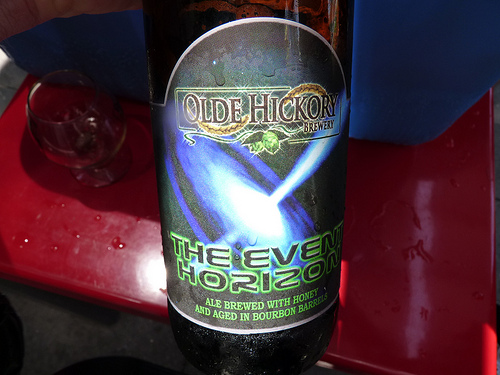 OLDE HICKORY
BREWERY
THE EVENT
HORIZON
ALE BREWED WITH HONEY
AND AGED IN BOURBON BARRELS